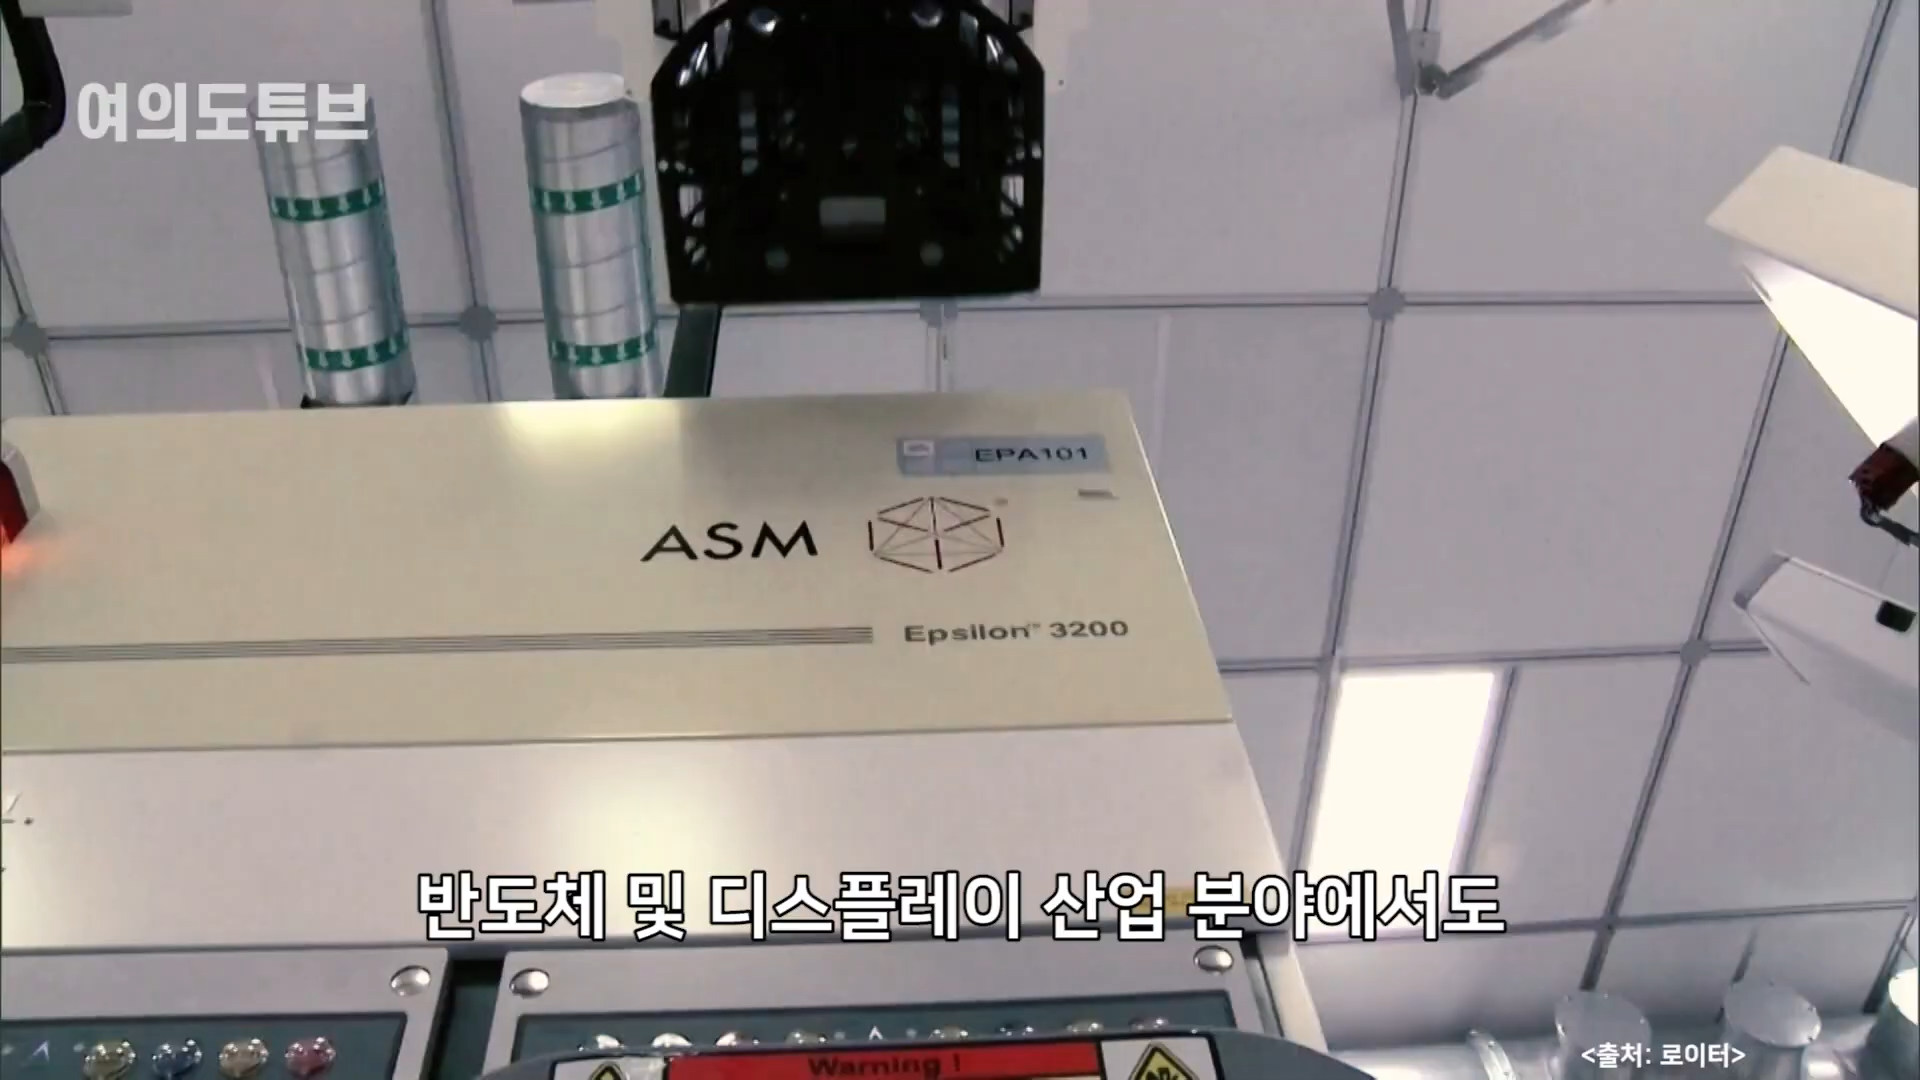 여의도튜브
EPA101
ASM
Epsilon™ 3200
반도체 및 디스플레이 산업 분야에서도
<출처: 로이터>
Warning !